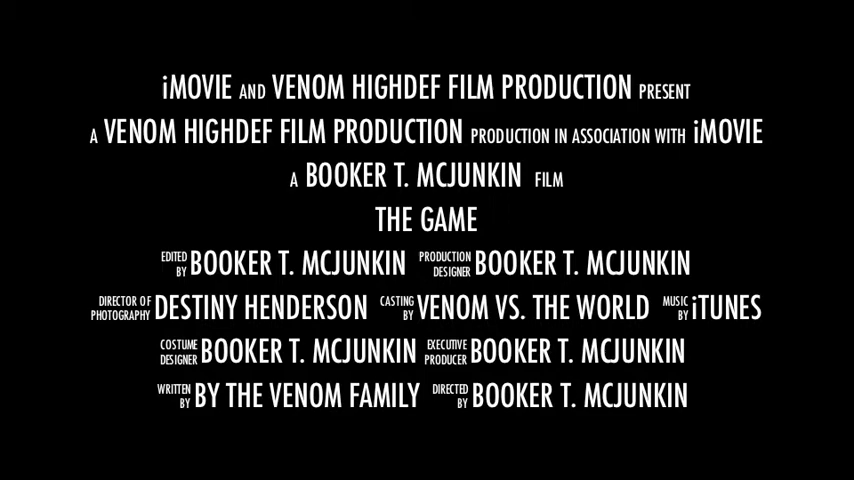 iMOVIE AND VENOM HIGHDEF FILM PRODUCTION PRESENT
A VENOM HIGHDEF FILM PRODUCTION PRODUCTION IN ASSOCIATION WITH iMOVIE
A BOOKER T. MCJUNKIN FILM
THE GAME
EDITED BY BOOKER T. MCJUNKIN PRODUCTION DESIGNER BOOKER T. MCJUNKIN
DIRECTOR OF PHOTOGRAPHY DESTINY HENDERSON CASTING BY VENOM VS. THE WORLD MUSIC BY iTUNES
COSTUME DESIGNER BOOKER T. MCJUNKIN EXECUTIVE PRODUCER BOOKER T. MCJUNKIN
WRITTEN BY BY THE VENOM FAMILY DIRECTED BY BOOKER T. MCJUNKIN